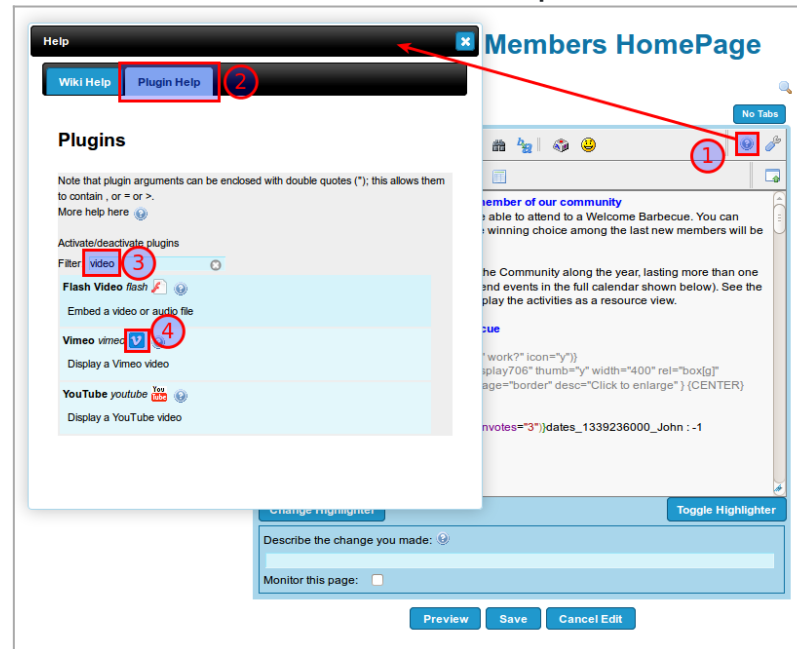 Help
Members HomePage
Wiki Help Plugin Help 2
No Tabs
1
Plugins
Note that plugin arguments can be enclosed with double quotes ("); this allows them
to contain , or = or >.
More help here
Activate/deactivate plugins
Filter video 3
Flash Video flash
Embed a video or audio file
Vimeo vimeo 4
Display a Vimeo video
YouTube youtube You Tube
Display a YouTube video
ember of our community
able to attend to a Welcome Barbecue. You can
winning choice among the last new members will be
he Community along the year, lasting more than one
end events in the full calendar shown below). See the
play the activities as a resource view.
cue
work?" icon="y")}
splay706" thumb="y" width="400" rel="box[g]"
age="border" desc="Click to enlarge" } {CENTER}
nvotes="3")}dates_1339236000_John : -1
Change Highlighter Toggle Highlighter
Describe the change you made:
Monitor this page:
Preview Save Cancel Edit